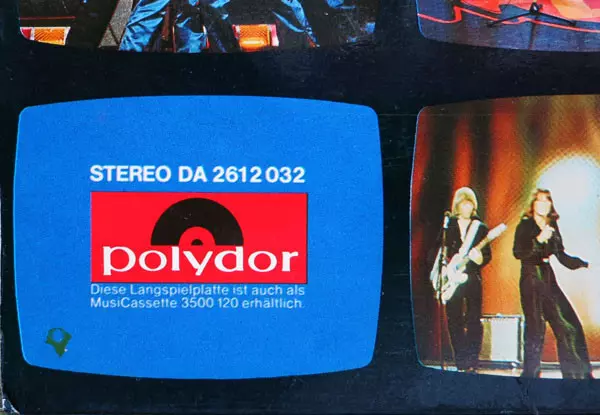 STEREO DA 2612 032
polydor
Diese Langspielplatte ist auch als
MusiCassette 3500 120 erhältlich.